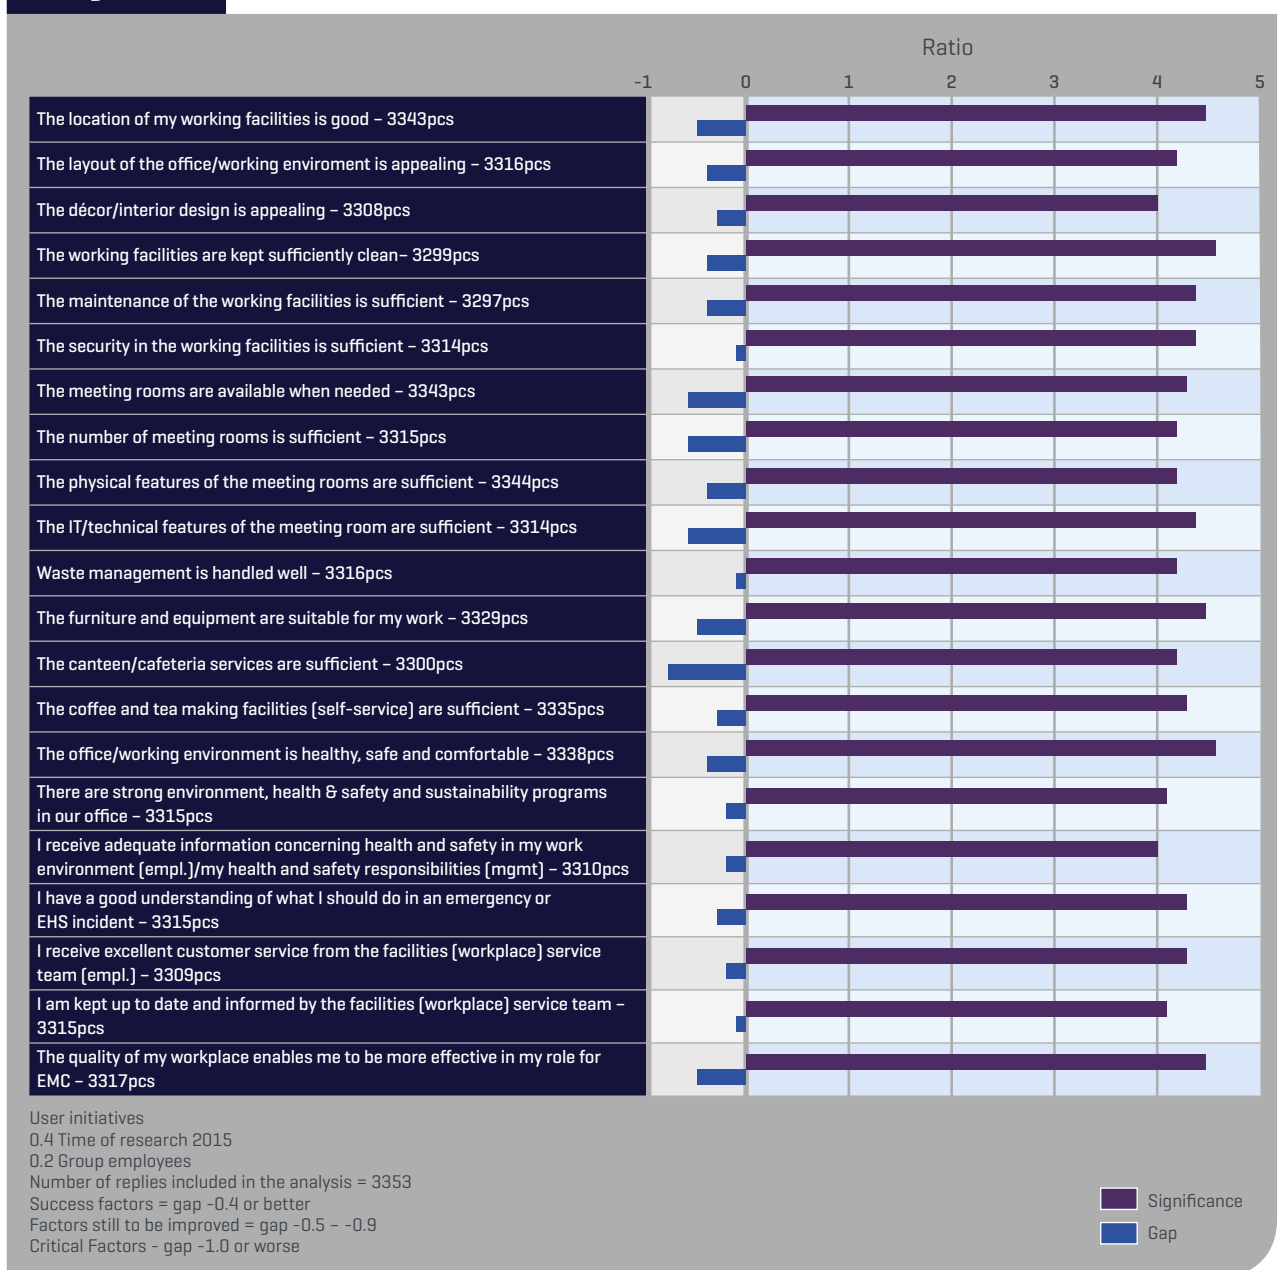 Ratio
-1 0 1 2 3 4 5
The location of my working facilities is good – 3343pcs
The layout of the office/working enviroment is appealing – 3316pcs
The décor/interior design is appealing – 3308pcs
The working facilities are kept sufficiently clean– 3299pcs
The maintenance of the working facilities is sufficient – 3297pcs
The security in the working facilities is sufficient – 3314pcs
The meeting rooms are available when needed – 3343pcs
The number of meeting rooms is sufficient – 3315pcs
The physical features of the meeting rooms are sufficient – 3344pcs
The IT/technical features of the meeting room are sufficient – 3314pcs
Waste management is handled well – 3316pcs
The furniture and equipment are suitable for my work – 3329pcs
The canteen/cafeteria services are sufficient – 3300pcs
The coffee and tea making facilities (self-service) are sufficient – 3335pcs
The office/working environment is healthy, safe and comfortable – 3338pcs
There are strong environment, health & safety and sustainability programs
in our office – 3315pcs
I receive adequate information concerning health and safety in my work
environment (empl.)/my health and safety responsibilities (mgmt) – 3310pcs
I have a good understanding of what I should do in an emergency or
EHS incident – 3315pcs
I receive excellent customer service from the facilities (workplace) service
team (empl.) – 3309pcs
I am kept up to date and informed by the facilities (workplace) service team –
3315pcs
The quality of my workplace enables me to be more effective in my role for
EMC – 3317pcs
User initiatives
0.4 Time of research 2015
0.2 Group employees
Number of replies included in the analysis = 3353
Success factors = gap -0.4 or better
Factors still to be improved = gap -0.5 – -0.9
Critical Factors - gap -1.0 or worse
Significance
Gap